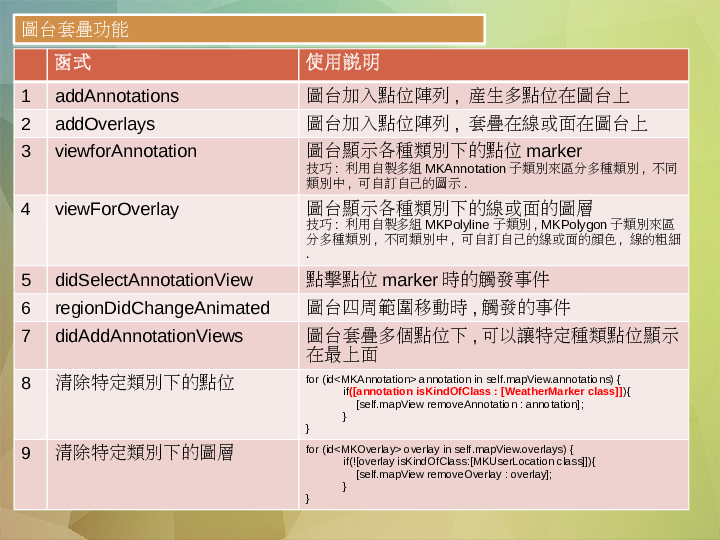 圖台套疊功能
函式 使用說明
1 addAnnotations 圖台加入點位陣列 , 產生多點位在圖台上
2 addOverlays 圖台加入點位陣列 , 套疊在線或面在圖台上
3 viewforAnnotation 圖台顯示各種類別下的點位 marker
技巧 : 利用自製多組 MKAnnotation 子類別來區分多種類別 , 不同
類別中 , 可自訂自己的圖示 .
4 viewForOverlay 圖台顯示各種類別下的線或面的圖層
技巧 : 利用自製多組 MKPolyline 子類別 , MKPolygon 子類別來區
分多種類別 , 不同類別中 , 可自訂自己的線或面的顏色 , 線的粗細
.
5 didSelectAnnotationView 點擊點位 marker 時的觸發事件
6 regionDidChangeAnimated 圖台四周範圍移動時 , 觸發的事件
7 didAddAnnotationViews 圖台套疊多個點位下 , 可以讓特定種類點位顯示
在最上面
8 清除特定類別下的點位 for (id<MKAnnotation> annotation in self.mapView.annotations) {
if([annotation isKindOfClass : [WeatherMarker class]]){
[self.mapView removeAnnotation : annotation];
}
}
9 清除特定類別下的圖層 for (id<MKOverlay> overlay in self.mapView.overlays) {
if(![overlay isKindOfClass:[MKUserLocation class]]){
[self.mapView removeOverlay : overlay];
}
}